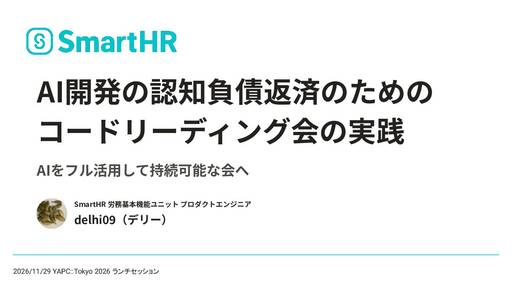 SmartHR
AI開発の認知負債返済のための
コードリーディング会の実践
AIをフル活用して持続可能な会へ
SmartHR 労務基本機能ユニット プロダクトエンジニア
delhi09（デリー）
2026/11/29 YAPC::Tokyo 2026 ランチセッション